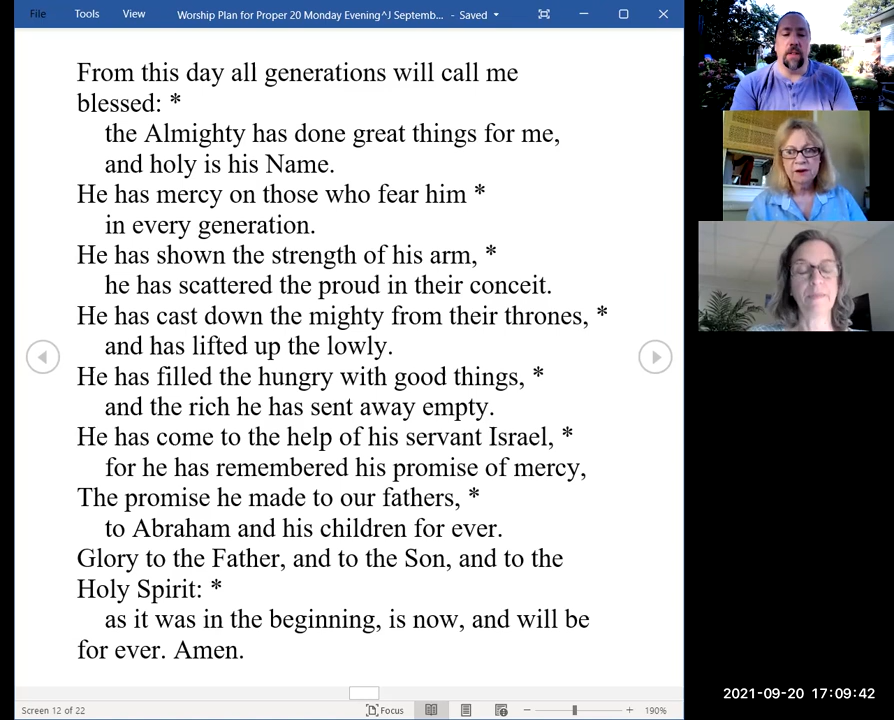 File Tools View Worship Plan for Proper 20 Monday Evening^J Septemb... - Saved
From this day all generations will call me
blessed: *
the Almighty has done great things for me,
and holy is his Name.
He has mercy on those who fear him *
in every generation.
He has shown the strength of his arm, *
he has scattered the proud in their conceit.
He has cast down the mighty from their thrones, *
and has lifted up the lowly.
He has filled the hungry with good things, *
and the rich he has sent away empty.
He has come to the help of his servant Israel, *
for he has remembered his promise of mercy,
The promise he made to our fathers, *
to Abraham and his children for ever.
Glory to the Father, and to the Son, and to the
Holy Spirit: *
as it was in the beginning, is now, and will be
for ever. Amen.
2021-09-20 17:09:42
Screen 12 of 22 Focus 190%